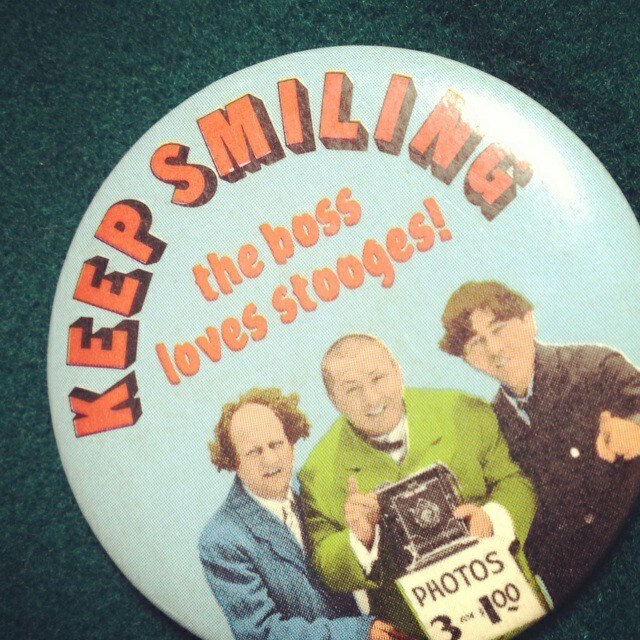 KEEP SMILING
the boss
loves stooges!
PHOTOS
3 FOR $1.00